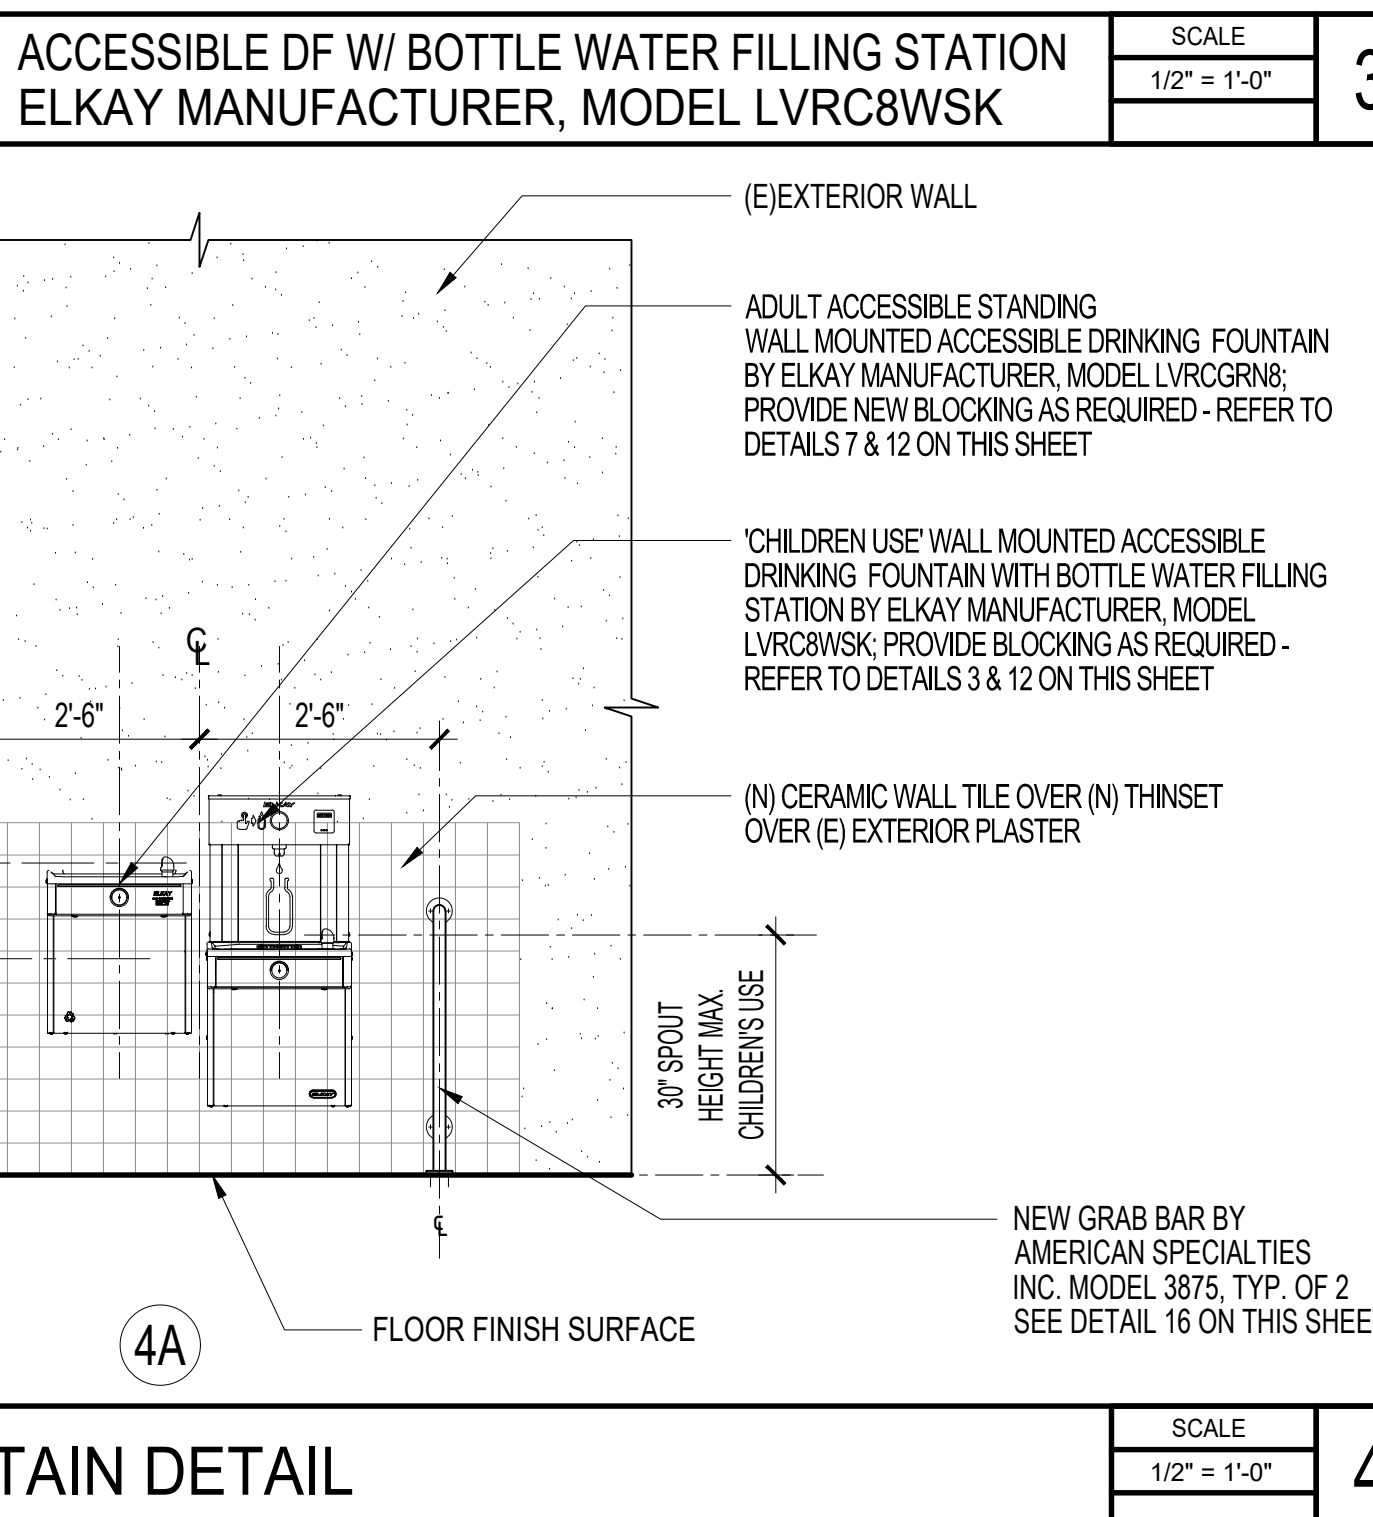 ACCESSIBLE DF W/ BOTTLE WATER FILLING STATION
ELKAY MANUFACTURER, MODEL LVRC8WSK
SCALE
1/2" = 1'-0"
3
(E)EXTERIOR WALL
ADULT ACCESSIBLE STANDING
WALL MOUNTED ACCESSIBLE DRINKING FOUNTAIN
BY ELKAY MANUFACTURER, MODEL LVRCGRN8;
PROVIDE NEW BLOCKING AS REQUIRED - REFER TO
DETAILS 7 & 12 ON THIS SHEET
'CHILDREN USE' WALL MOUNTED ACCESSIBLE
DRINKING FOUNTAIN WITH BOTTLE WATER FILLING
STATION BY ELKAY MANUFACTURER, MODEL
LVRC8WSK; PROVIDE BLOCKING AS REQUIRED -
REFER TO DETAILS 3 & 12 ON THIS SHEET
℄
2'-6"
2'-6"
(N) CERAMIC WALL TILE OVER (N) THINSET
OVER (E) EXTERIOR PLASTER
ELKAY
ELKAY
ELKAY
30" SPOUT
HEIGHT MAX.
CHILDREN'S USE
℄
NEW GRAB BAR BY
AMERICAN SPECIALTIES
INC. MODEL 3875, TYP. OF 2
SEE DETAIL 16 ON THIS SHEE
FLOOR FINISH SURFACE
4A
TAIN DETAIL
SCALE
1/2" = 1'-0"
4